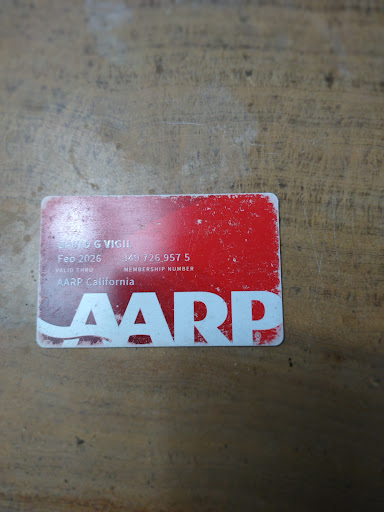 G VIGIL
Feb 2026 349 726 957 5
VALID THRU MEMBERSHIP NUMBER
AARP California
AARP